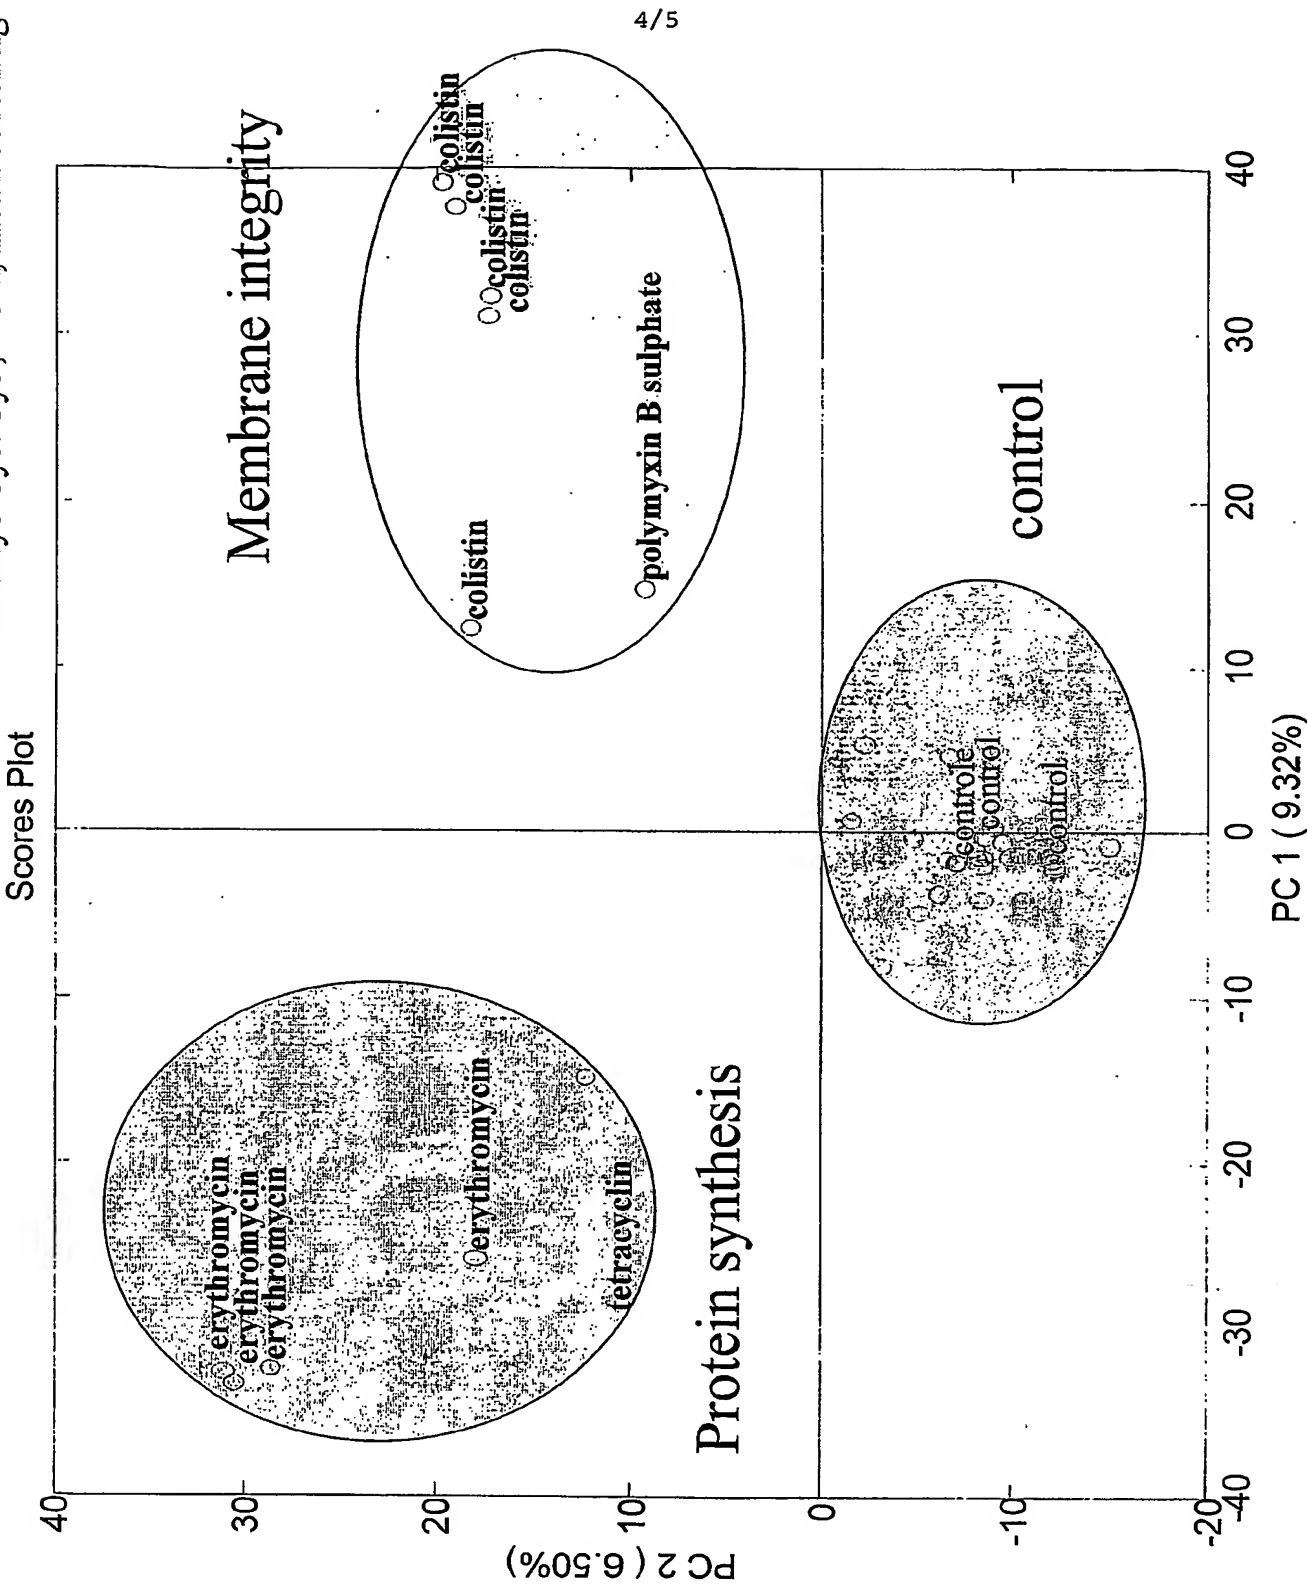 4/5
Scores Plot
Membrane integrity
colistin
colistin
colistin
colistin
colistin
polymyxin B sulphate
erythromycin
erythromycin
erythromycin
erythromycin
tetracyclin
Protein synthesis
controle
control
control
control
PC 2 ( 6.50%)
40
30
20
10
0
-10
-20
-40
-30
-20
-10
0
10
20
30
40
PC 1 ( 9.32%)